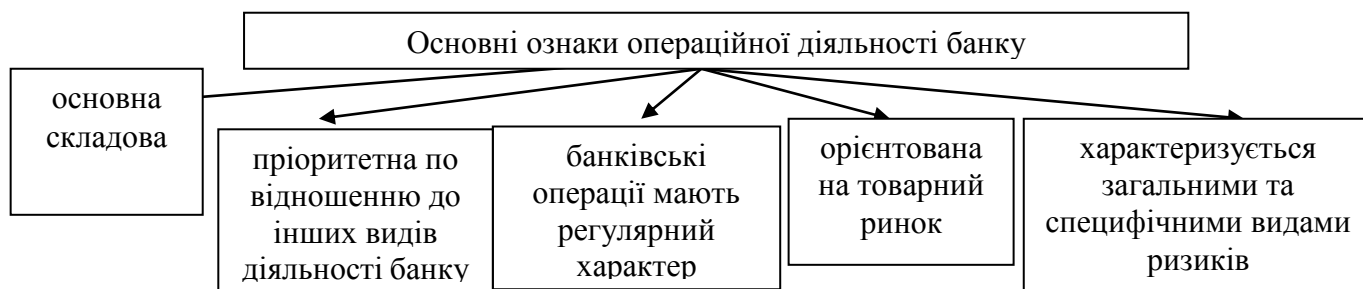 Основні ознаки операційної діяльності банку
основна
складова
пріоритетна по
відношенню до
інших видів
діяльності банку
банківські
операції мають
регулярний
характер
орієнтована
на товарний
ринок
характеризується
загальними та
специфічними видами
ризиків